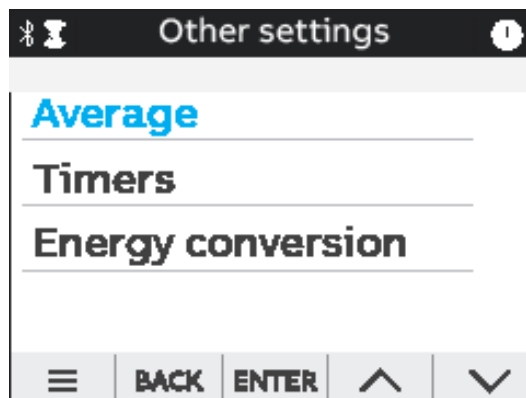 Other settings
Average
Timers
Energy conversion
BACK ENTER